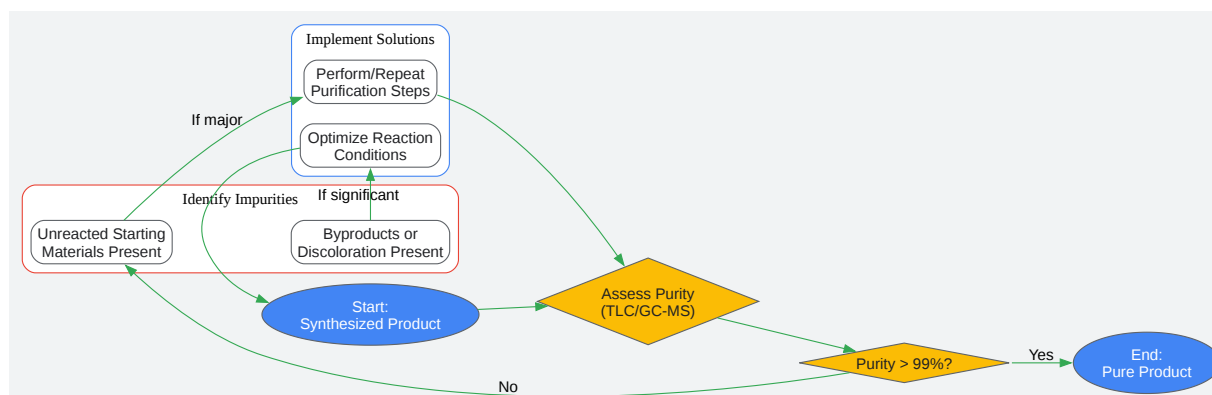 Implement Solutions
Perform/Repeat
Purification Steps
If major
Optimize Reaction
Conditions
Identify Impurities
If significant
Unreacted Starting
Materials Present
Byproducts or
Discoloration Present
Start:
Synthesized Product
Assess Purity
(TLC/GC-MS)
Purity > 99%?
Yes
End:
Pure Product
No